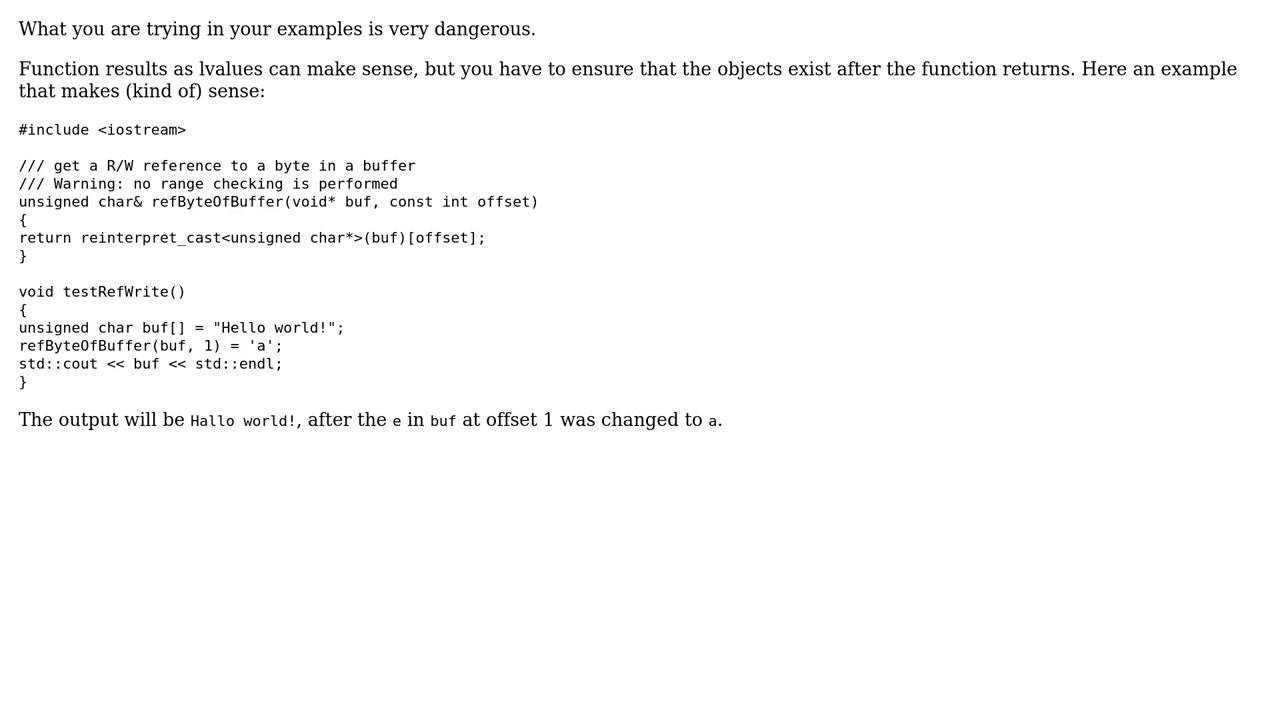 What you are trying in your examples is very dangerous.
Function results as lvalues can make sense, but you have to ensure that the objects exist after the function returns. Here an example
that makes (kind of) sense:
#include <iostream>
/// get a R/W reference to a byte in a buffer
/// Warning: no range checking is performed
unsigned char& refByteOfBuffer(void* buf, const int offset)
{
return reinterpret_cast<unsigned char*>(buf)[offset];
}
void testRefWrite()
{
unsigned char buf[] = "Hello world!";
refByteOfBuffer(buf, 1) = 'a';
std::cout << buf << std::endl;
}
The output will be Hallo world!, after the e in buf at offset 1 was changed to a.